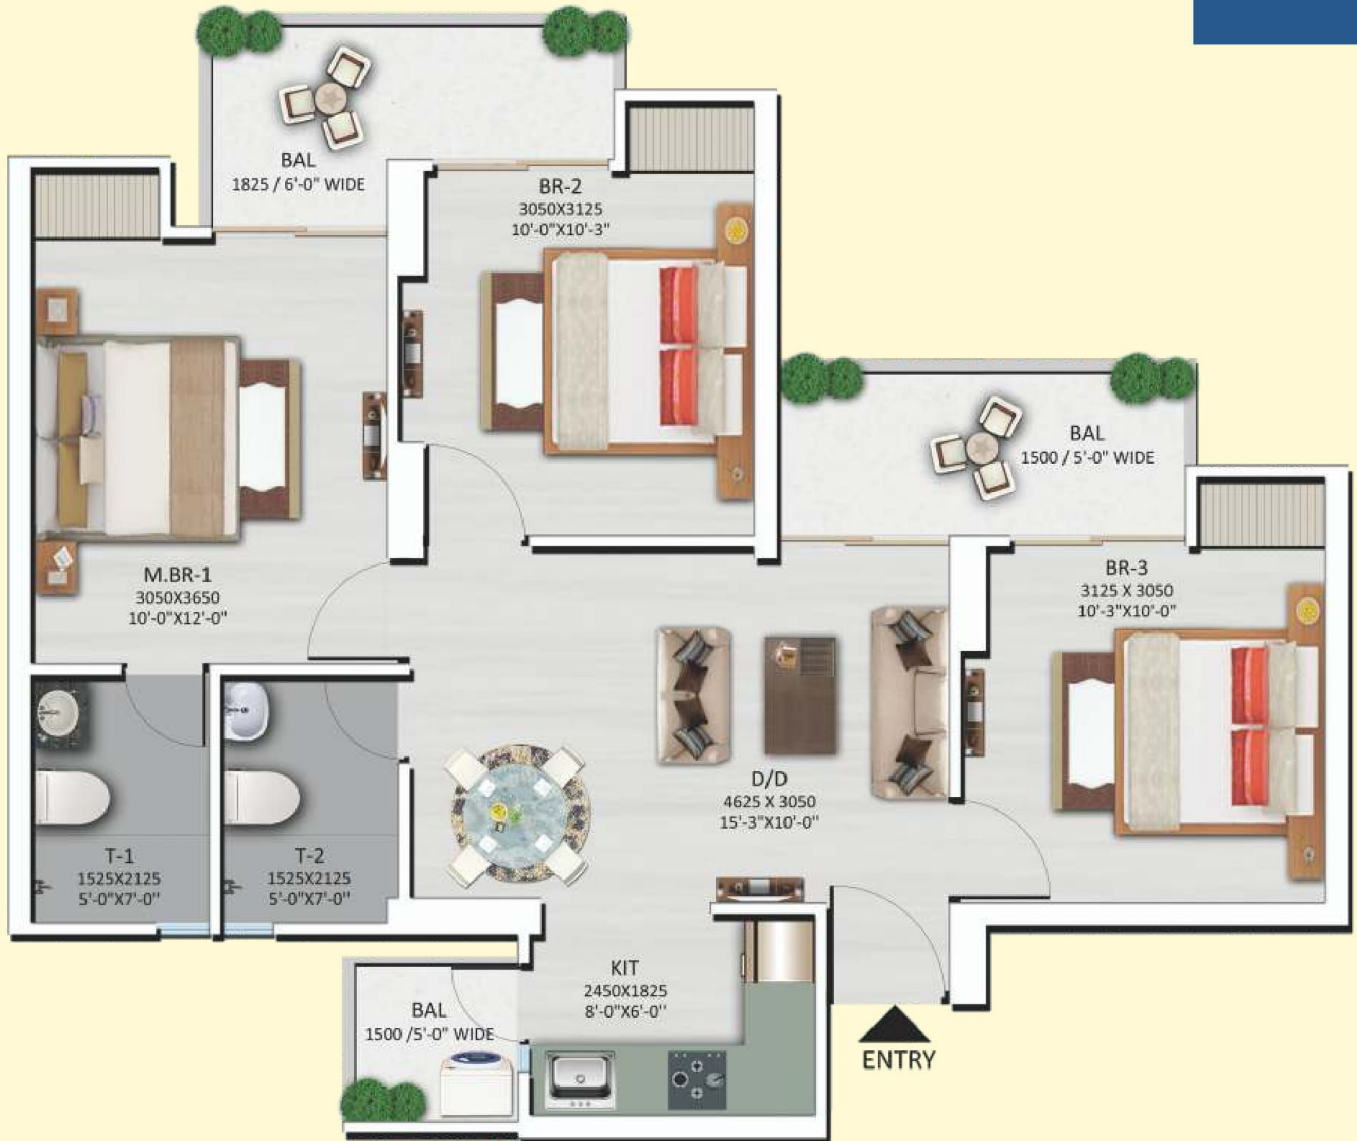 BAL
1825 / 6'-0" WIDE
BR-2
3050X3125
10'-0"X10'-3"
BAL
1500 / 5'-0" WIDE
M.BR-1
3050X3650
10'-0"X12'-0"
BR-3
3125 X 3050
10'-3"X10'-0"
D/D
4625 X 3050
15'-3"X10'-0"
T-1
1525X2125
5'-0"X7'-0"
T-2
1525X2125
5'-0"X7'-0"
KIT
2450X1825
8'-0"X6'-0"
BAL
1500 /5'-0" WIDE
ENTRY